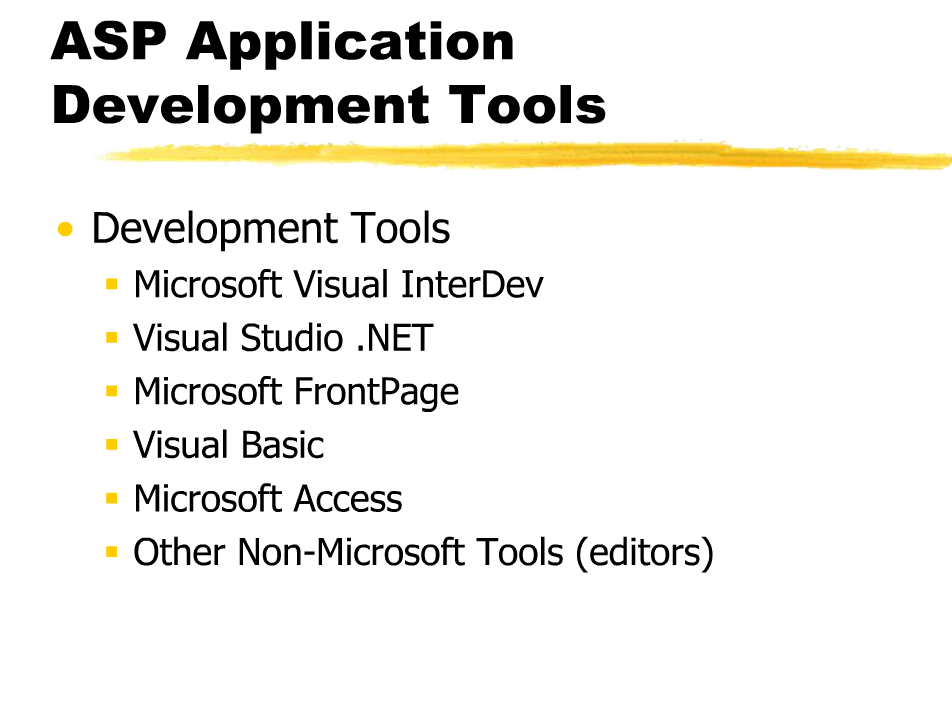 ASP Application
Development Tools
• Development Tools
▪ Microsoft Visual InterDev
▪ Visual Studio .NET
▪ Microsoft FrontPage
▪ Visual Basic
▪ Microsoft Access
▪ Other Non-Microsoft Tools (editors)